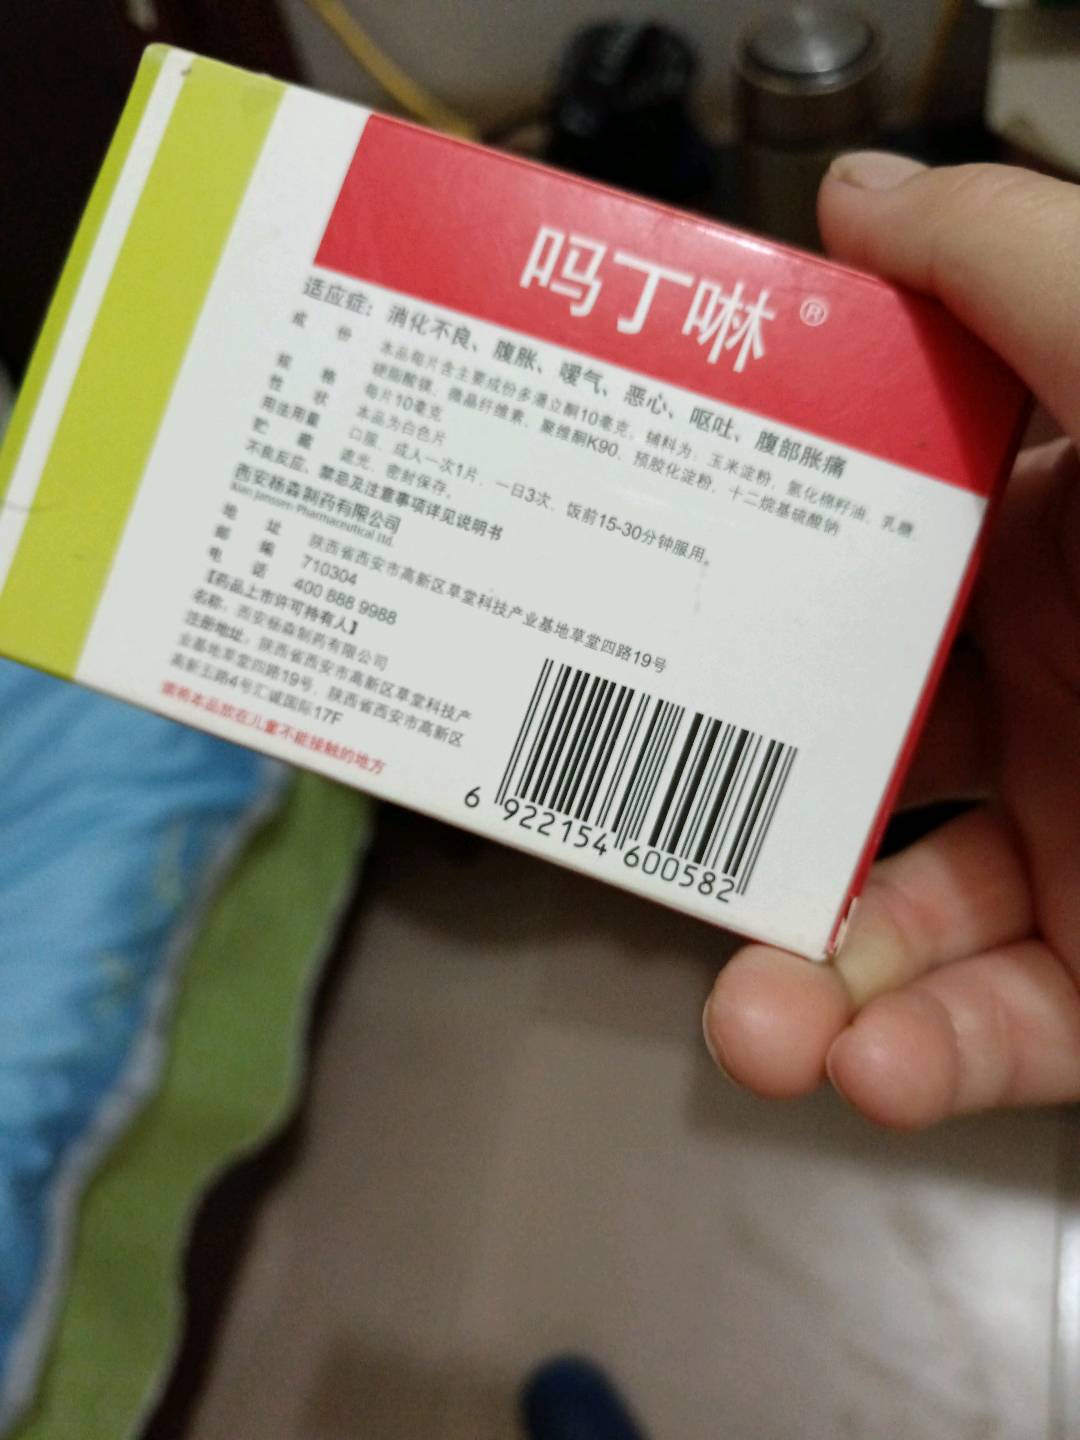 吗丁啉®
适应症：消化不良、腹胀、嗳气、恶心、呕吐、腹部胀痛
成 份 本品每片含主要成份多潘立酮10毫克。辅料为：玉米淀粉、氢化棉籽油、乳糖、
硬脂酸镁、微晶纤维素、聚维酮K90、预胶化淀粉、十二烷基硫酸钠
规 格 每片10毫克
性 状 本品为白色片
用法用量 口服，成人一次1片，一日3次，饭前15-30分钟服用。
贮 藏 遮光，密封保存。
不良反应、禁忌及注意事项详见说明书
西安杨森制药有限公司
Xian Janssen Pharmaceutical Ltd.
地 址 陕西省西安市高新区草堂科技产业基地草堂四路19号
邮 编 710304
电 话 400 888 9988
【药品上市许可持有人】
名称：西安杨森制药有限公司
注册地址：陕西省西安市高新区草堂科技产
业基地草堂四路19号，陕西省西安市高新区
高新五路4号汇诚国际17F
请将本品放在儿童不能接触的地方
6 922154 600582